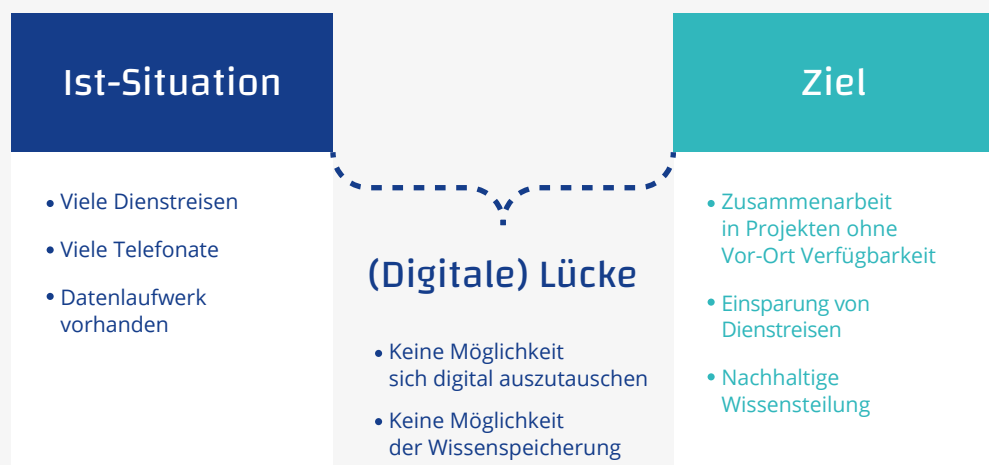 Ist-Situation
• Viele Dienstreisen
• Viele Telefonate
• Datenlaufwerk
vorhanden
(Digitale) Lücke
• Keine Möglichkeit
sich digital auszutauschen
• Keine Möglichkeit
der Wissenspeicherung
Ziel
• Zusammenarbeit
in Projekten ohne
Vor-Ort Verfügbarkeit
• Einsparung von
Dienstreisen
• Nachhaltige
Wissensteilung